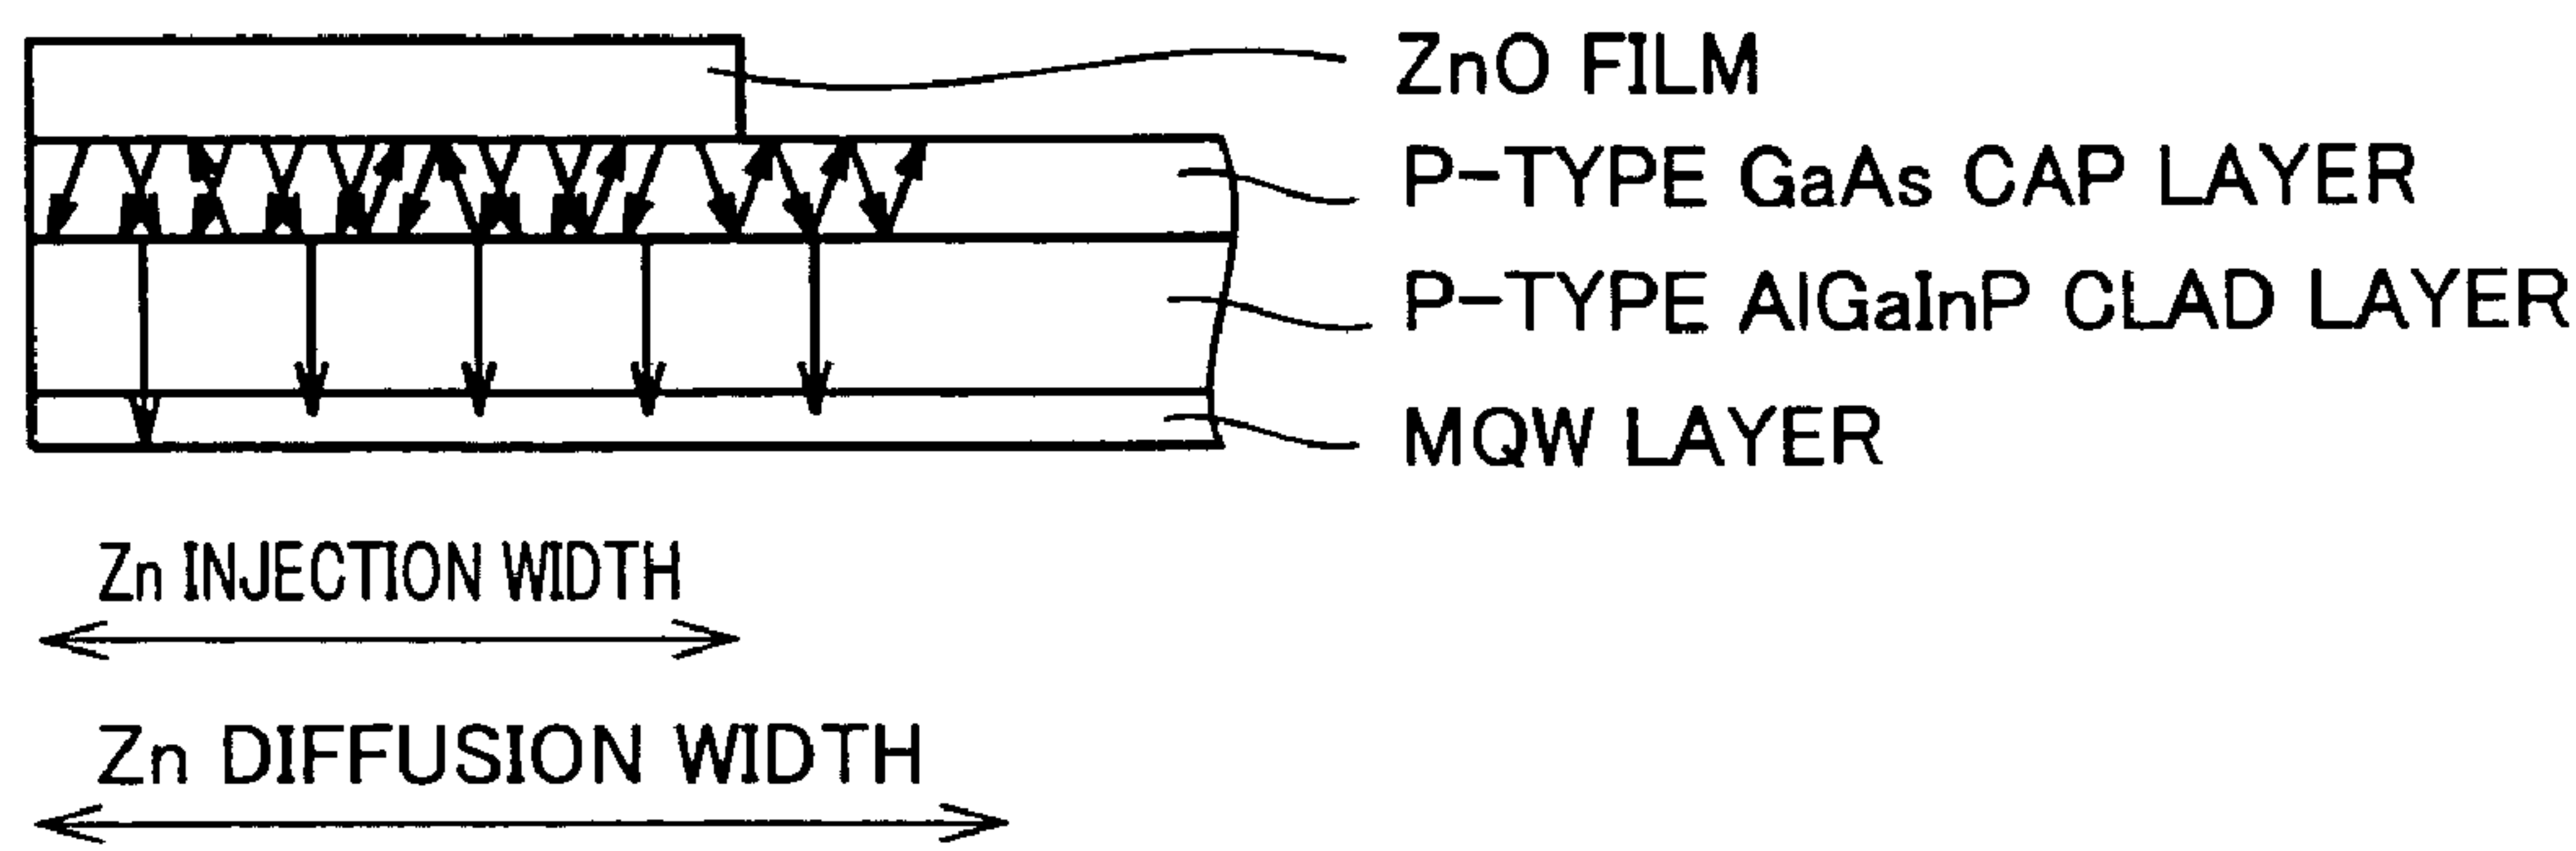 ZnO FILM
P-TYPE GaAs CAP LAYER
P-TYPE AlGaInP CLAD LAYER
MQW LAYER
Zn INJECTION WIDTH
Zn DIFFUSION WIDTH